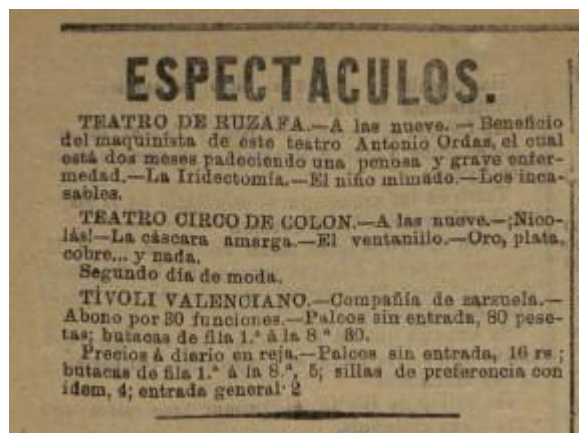 ESPECTACULOS.
TEATRO DE RUZAFA.—A las nueve.—Beneficio
del maquinista de este teatro Antonio Ordas, el cual
está dos meses padeciendo una penosa y grave enfer-
medad.—La Iridectomía.—El niño mimado.—Los inca-
sables.
TEATRO CIRCO DE COLON.—A las nueve.—¡Nico-
lás!—La cáscara amarga.—El ventanillo.—Oro, plata,
cobre... y nada.
Segundo día de moda.
TÍVOLI VALENCIANO.—Compañía de zarzuela.—
Abono por 30 funciones.—Palcos sin entrada, 80 pese-
tas; butacas de fila 1.ª á la 8 ª 30.
Precios á diario en reja.—Palcos sin entrada, 16 rs.;
butacas de fila 1.ª á la 8.ª, 5; sillas de preferencia con
idem, 4; entrada general 2